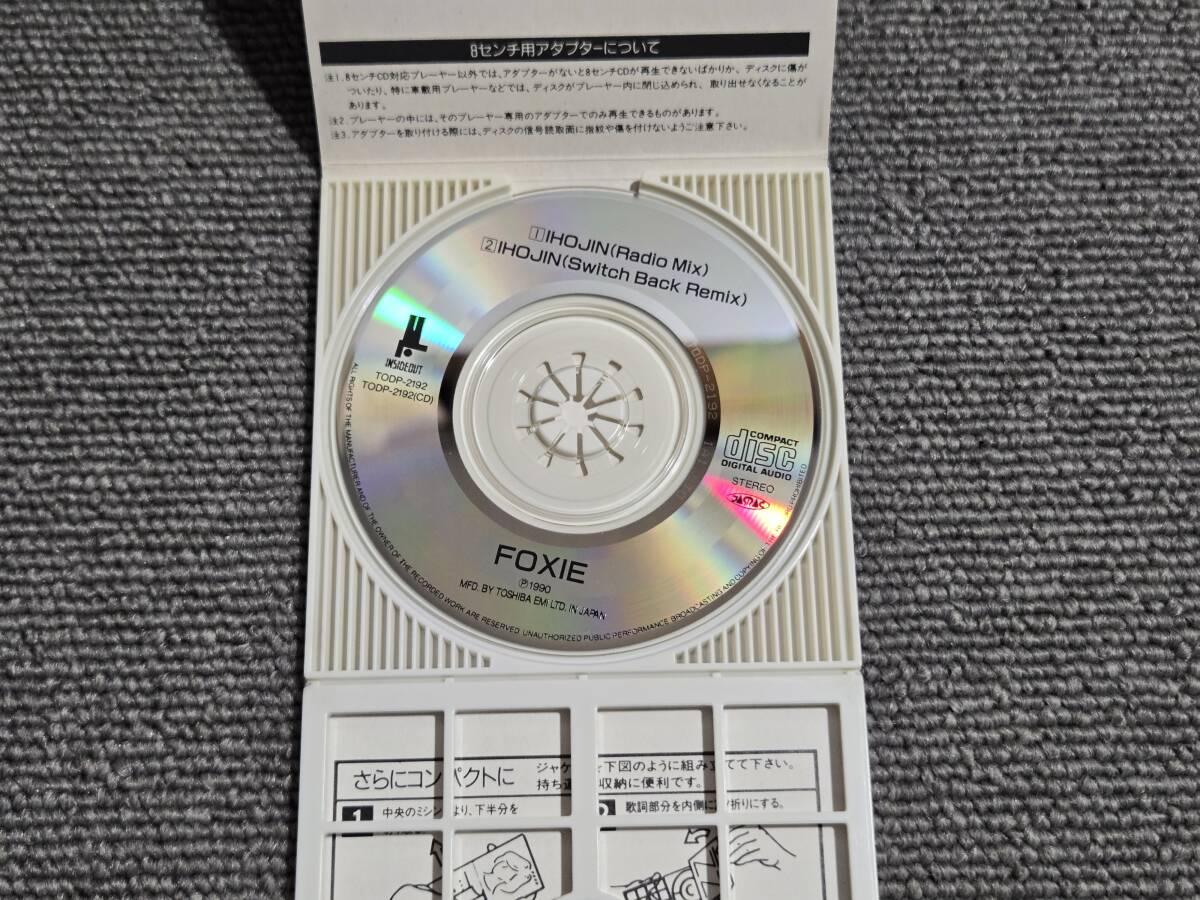 8センチ用アダプターについて
注1.8センチCD対応プレーヤー以外では、アダプターがないと8センチCDが再生できないばかりか、ディスクに傷が
ついたり、特に車載用プレーヤーなどでは、ディスクがプレーヤー内に閉じ込められ、取り出せなくなることが
あります。
注2.プレーヤーの中には、そのプレーヤー専用のアダプターでのみ再生できるものがあります。
注3.アダプターを取り付ける際には、ディスクの信号読取面に指紋や傷を付けないようご注意下さい。
1 IHOJIN(Radio Mix)
2 IHOJIN(Switch Back Remix)
INSIDEOUT
TODP-2192
TODP-2192(CD)
TODP-2192
COMPACT
disc
DIGITAL AUDIO
STEREO
JASRAC
FOXIE
Ⓟ1990
MFD. BY TOSHIBA EMI LTD. IN JAPAN
ALL RIGHTS OF THE MANUFACTURER AND OF THE OWNER OF THE RECORDED WORK ARE RESERVED. UNAUTHORIZED PUBLIC PERFORMANCE BROADCASTING AND COPYING OF THE PROHIBITED
さらにコンパクトに
ジャケ を下図のように組み立てて下さい。
持ち 収納に便利です。
1 中央のミシン より、下半分を
2 歌詞部分を内側に 折りにする。